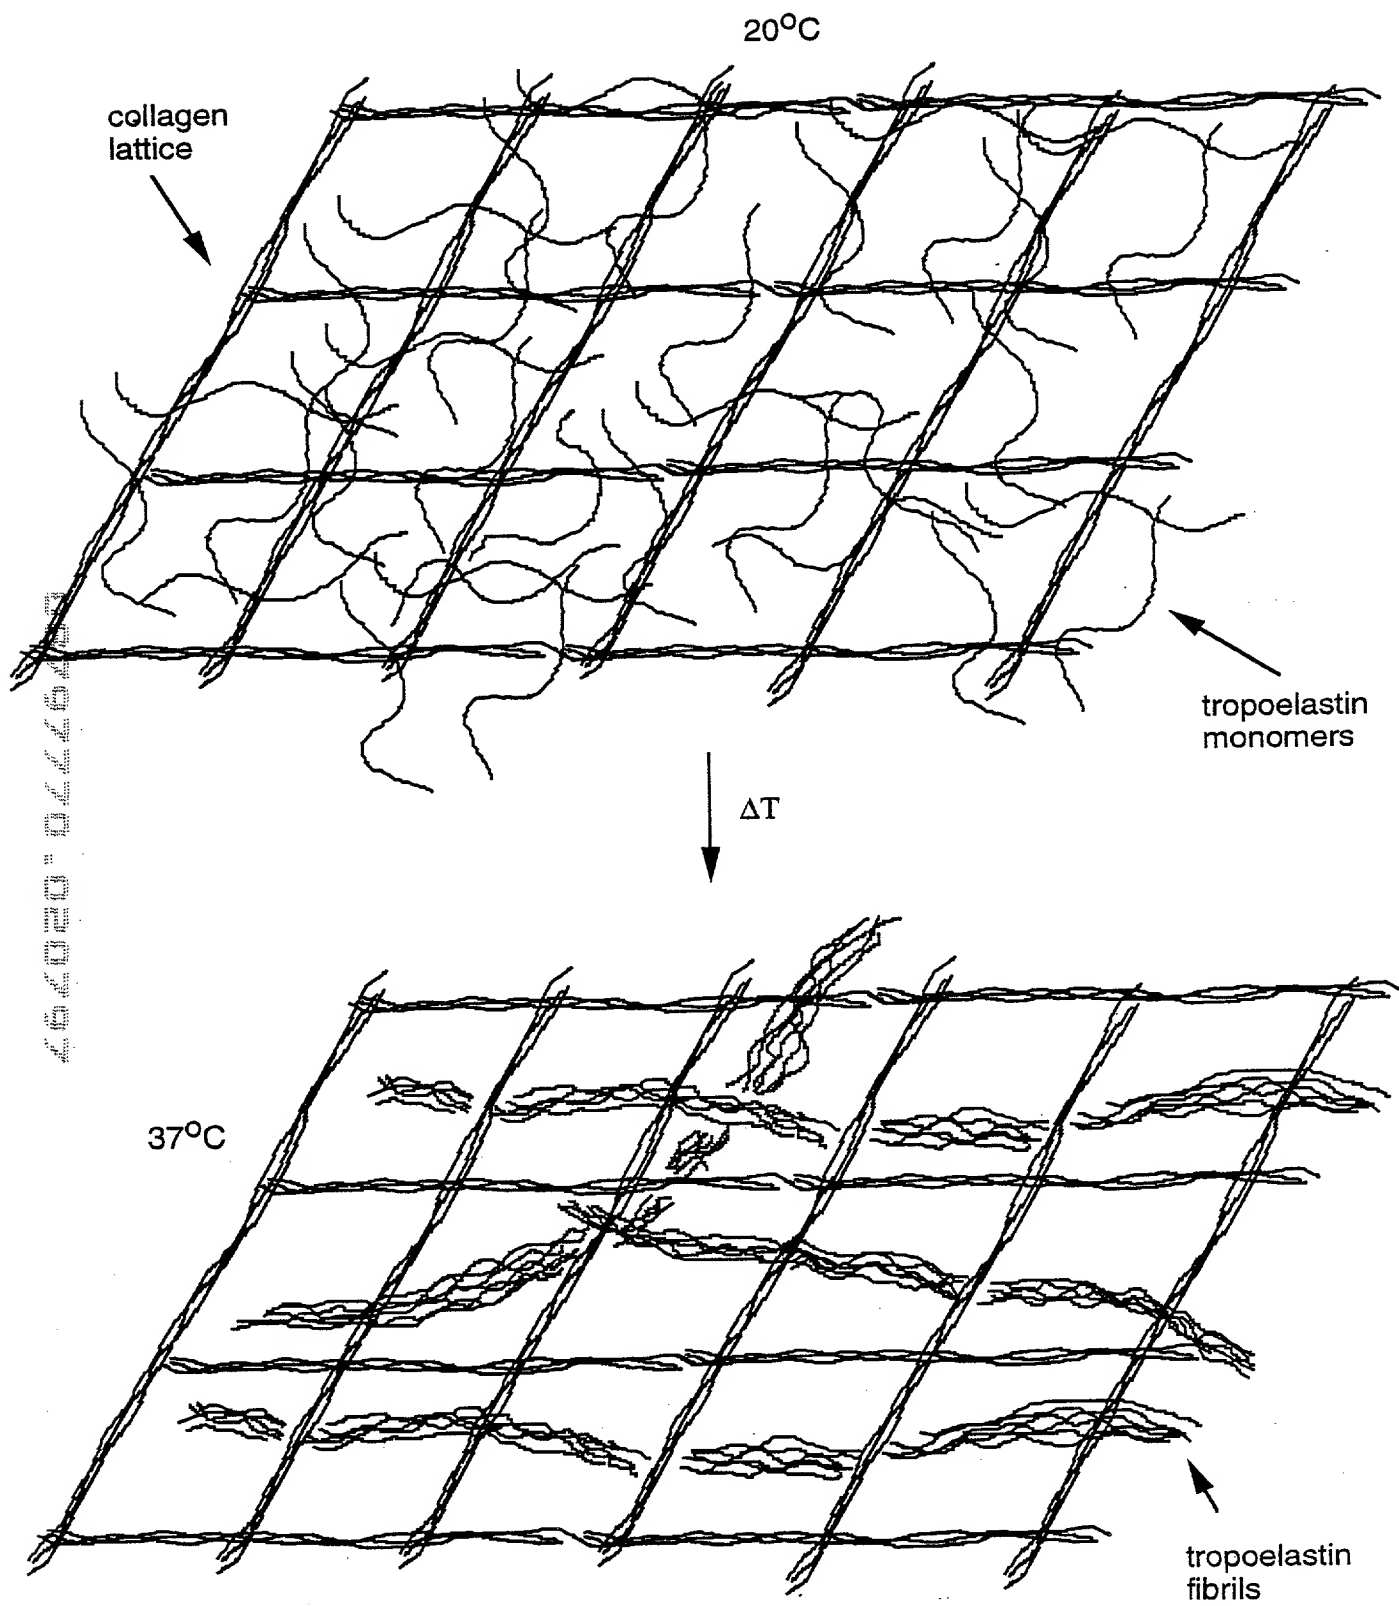 20°C
collagen
lattice
tropoelastin
monomers
ΔT
37°C
tropoelastin
fibrils